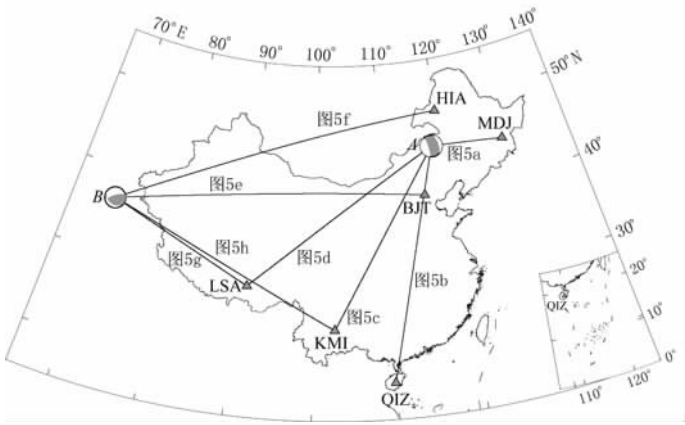 70° E
80°
90°
100°
110°
120°
130°
140°
50° N
HIA
图5f
MDJ
A
图5a
40°
图5e
B
BJT
图5h
图5g
图5d
30°
LSA
图5b
20°
图5c
QIZ
KMI
10°
0°
QIZ
110°
120°